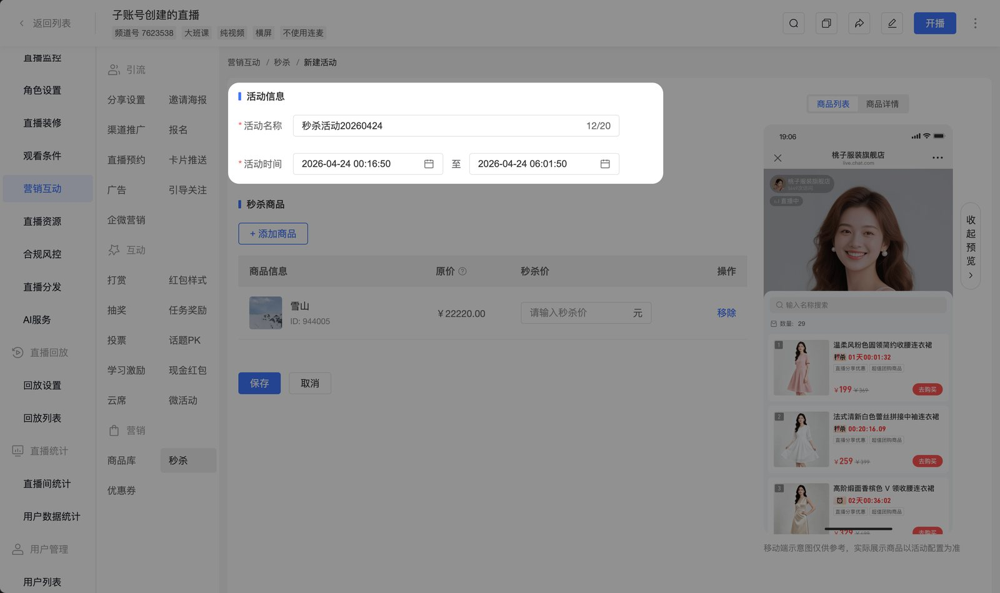 返回列表
子账号创建的直播
频道号 7623538 大班课 纯视频 横屏 不使用连麦
开播
直播监控
角色设置
直播装修
观看条件
营销互动
直播资源
合规风控
直播分发
AI服务
直播回放
回放设置
回放列表
直播统计
直播间统计
用户数据统计
用户管理
用户列表
引流
分享设置 邀请海报
渠道推广 报名
直播预约 卡片推送
广告 引导关注
企微营销
互动
打赏 红包样式
抽奖 任务奖励
投票 话题PK
学习激励 现金红包
云席 微活动
营销
商品库 秒杀
优惠券
营销互动 / 秒杀 / 新建活动
活动信息
*活动名称 秒杀活动20260424 12/20
*活动时间 2026-04-24 00:16:50 至 2026-04-24 06:01:50
秒杀商品
+ 添加商品
商品信息 原价 秒杀价 操作
雪山
ID: 944005
¥22220.00 请输入秒杀价 元 移除
保存 取消
商品列表 商品详情
19:06
桃子服装旗舰店
live.chat.com
桃子服装旗舰店
5449次访问
直播中
输入名称搜索
数量: 29
1
温柔风粉色圆领简约收腰连衣裙
秒杀 01天00:01:32
直播分享优惠 超值团购商品
¥199 ¥369 去购买
2
法式清新白色蕾丝拼接中袖连衣裙
秒杀 00:20:16.09
直播分享优惠 超值团购商品
¥259 ¥399 去购买
3
高阶缎面香槟色 V 领收腰连衣裙
02天00:36:02
直播分享优惠 超值团购商品
¥329 ¥699 去购买
移动端示意图仅供参考，实际展示商品以活动配置为准
收起预览